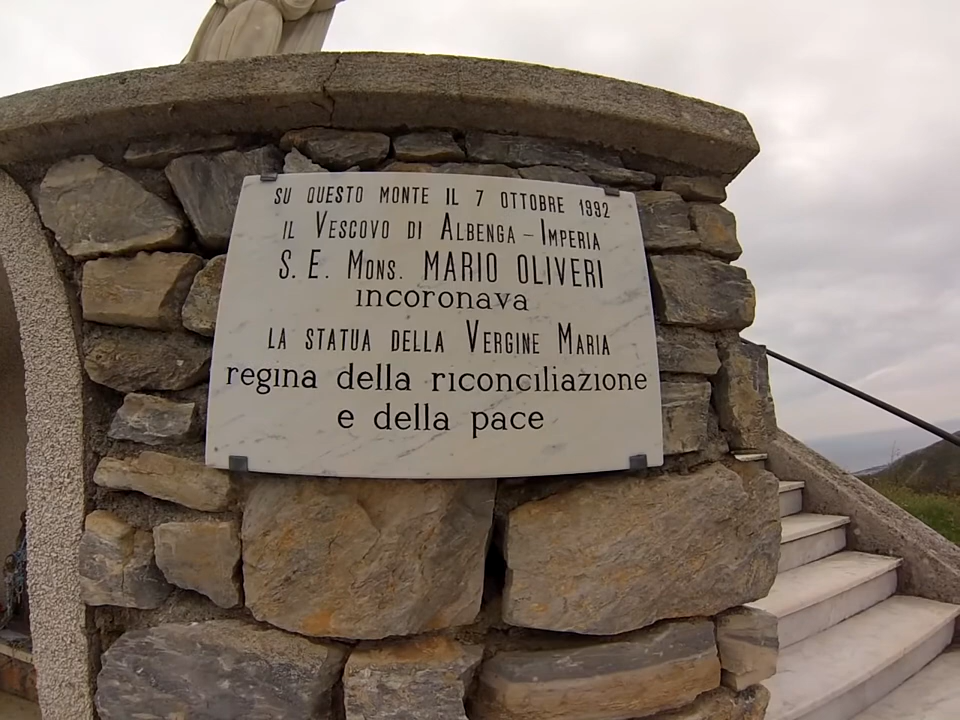 SU QUESTO MONTE IL 7 OTTOBRE 1992
IL VESCOVO DI ALBENGA - IMPERIA
S. E. MONS. MARIO OLIVERI
incoronava
LA STATUA DELLA VERGINE MARIA
regina della riconciliazione
e della pace